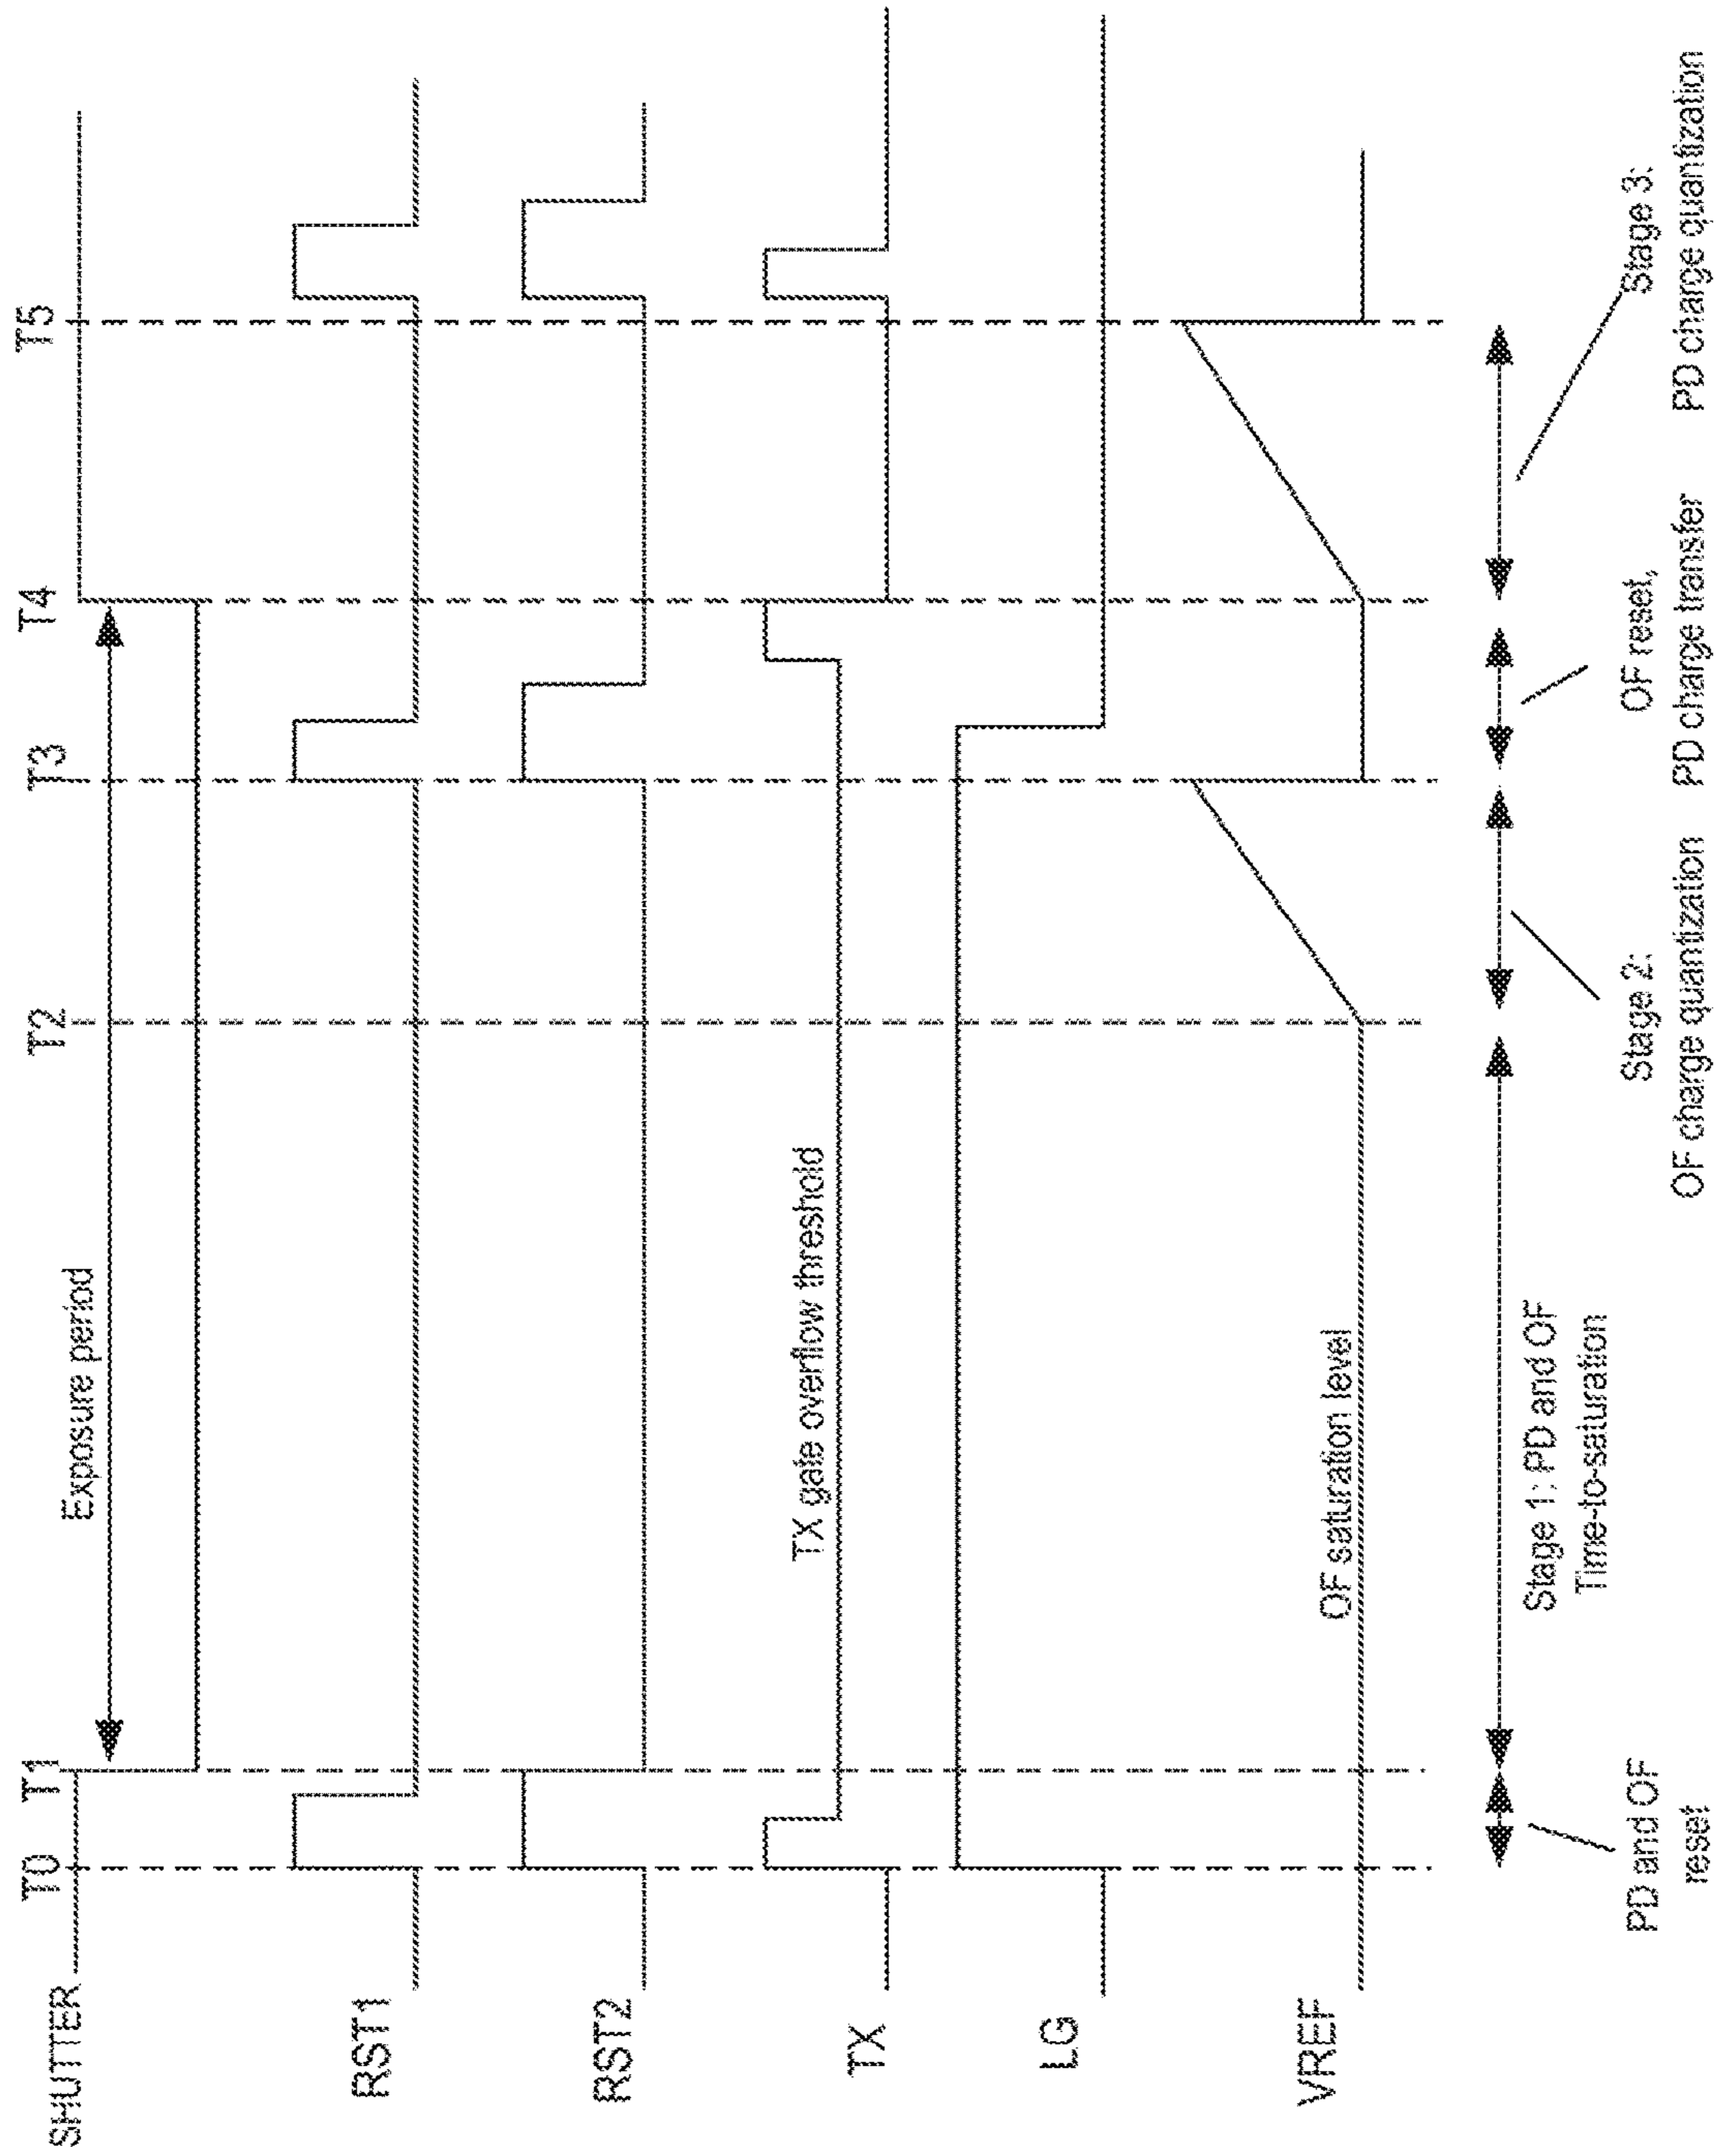 T0
T1
T2
T3
T4
T5
SHUTTER
Exposure period
RST1
RST2
TX gate overflow threshold
TX
LG
OF saturation level
VREF
PD and OF
reset
Stage 1: PD and OF
Time-to-saturation
Stage 2:
OF charge quantization
OF reset,
PD charge transfer
Stage 3:
PD charge quantization